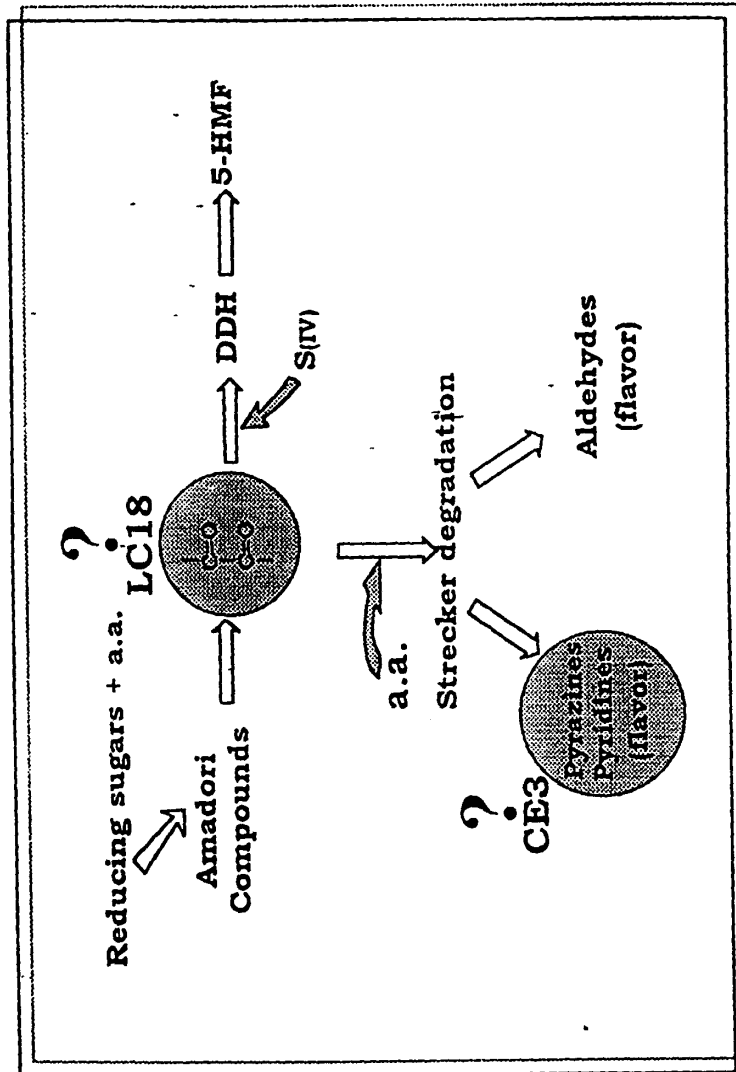 Reducing sugars + a.a.
Amadori
Compounds
?
LC18
C-O
C-O
DDH
5-HMF
S(IV)
a.a.
Strecker degradation
?
CE3
Pyrazines
Pyridines
(flavor)
Aldehydes
(flavor)